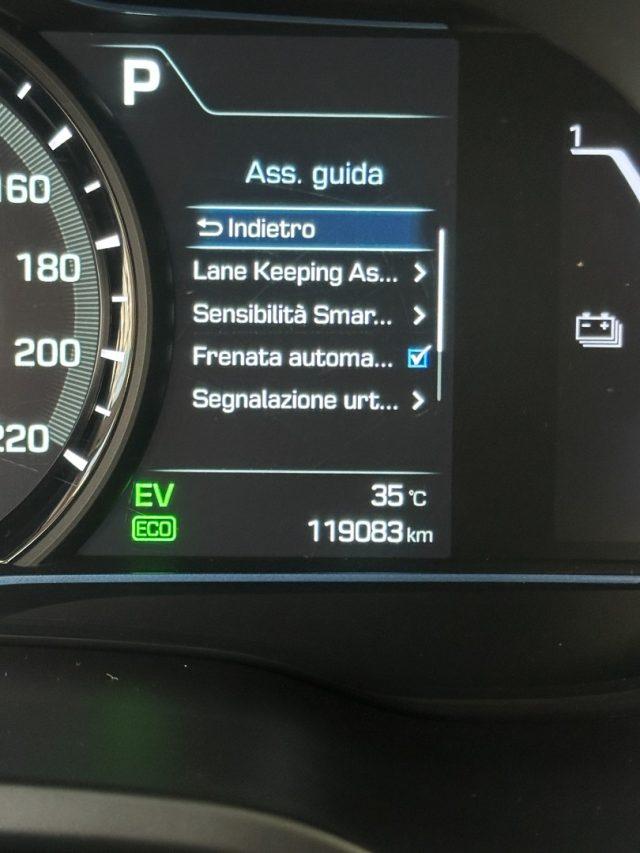 P
1
Ass. guida
Indietro
160
Lane Keeping As...
180
Sensibilità Smar...
200
Frenata automa...
Segnalazione urt...
220
EV
35 °C
ECO
119083 km